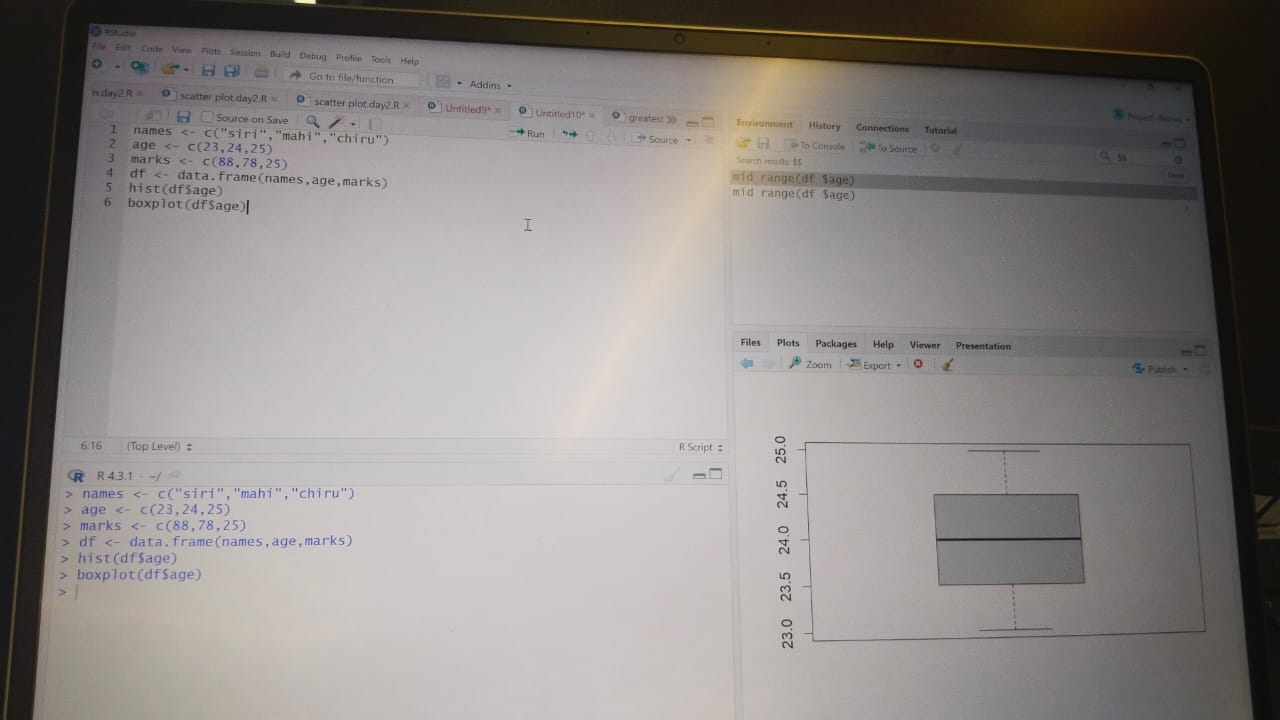 RStudio
File Edit Code View Plots Session Build Debug Profile Tools Help
Go to file/function
Addins
n.day2.R
scatter plot.day2.R
scatter plot.day2.R
Untitled9*
Untitled10*
greatest
Source on Save
Run
Source
1 names <- c("siri","mahi","chiru")
2 age <- c(23,24,25)
3 marks <- c(88,78,25)
4 df <- data.frame(names,age,marks)
5 hist(df$age)
6 boxplot(df$age)
6:16
(Top Level)
R Script
R 4.3.1 · ~/
> names <- c("siri","mahi","chiru")
> age <- c(23,24,25)
> marks <- c(88,78,25)
> df <- data.frame(names,age,marks)
> hist(df$age)
> boxplot(df$age)
>
Project: (None)
Environment History Connections Tutorial
To Console
To Source
$$
Search results: $$
Done
mid range(df $age)
mid range(df $age)
Files Plots Packages Help Viewer Presentation
Zoom
Export
Publish
25.0
24.5
24.0
23.5
23.0